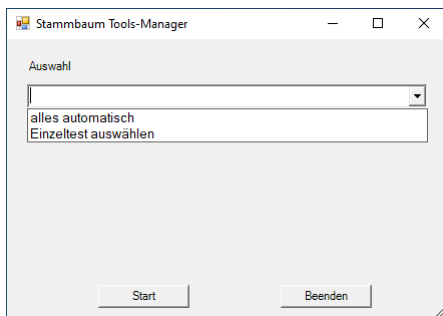 Stammbaum Tools-Manager
Auswahl
alles automatisch
Einzeltest auswählen
Start
Beenden